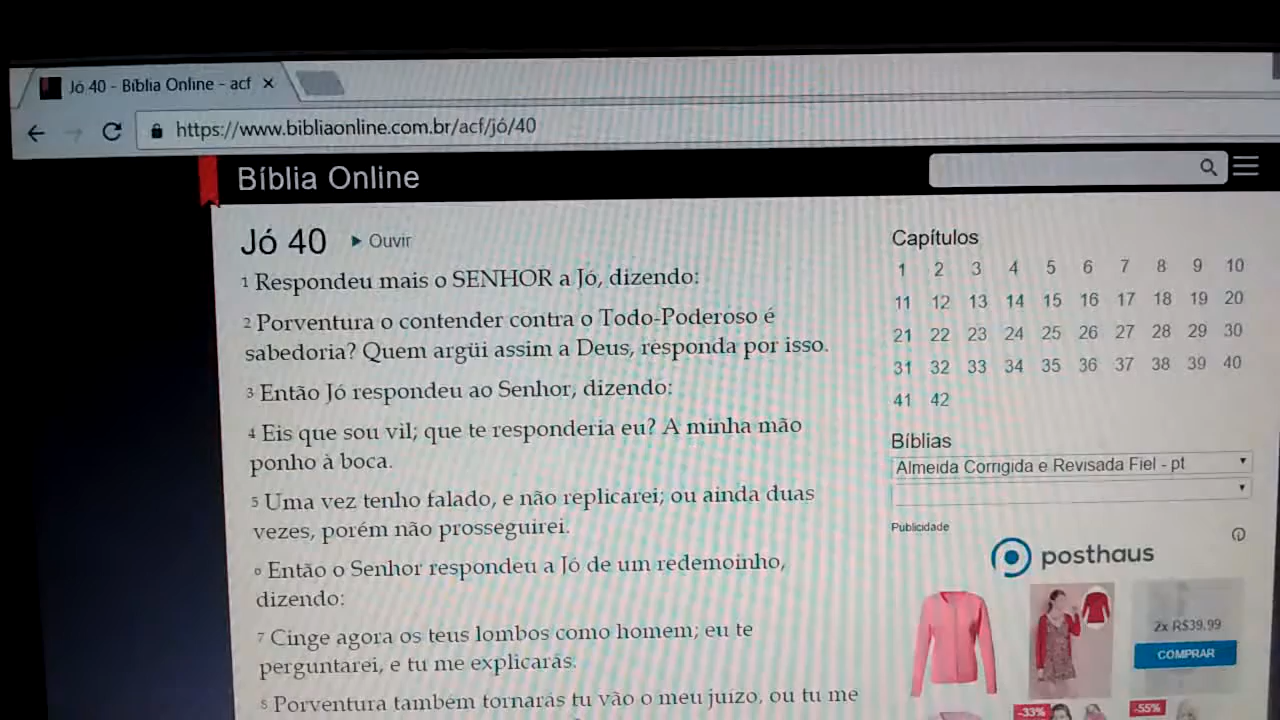 Jó 40 - Bíblia Online - acf
https://www.bibliaonline.com.br/acf/jó/40
Bíblia Online
Jó 40 Ouvir
1 Respondeu mais o SENHOR a Jó, dizendo:
2 Porventura o contender contra o Todo-Poderoso é
sabedoria? Quem argüi assim a Deus, responda por isso.
3 Então Jó respondeu ao Senhor, dizendo:
4 Eis que sou vil; que te responderia eu? A minha mão
ponho à boca.
5 Uma vez tenho falado, e não replicarei; ou ainda duas
vezes, porém não prosseguirei.
6 Então o Senhor respondeu a Jó de um redemoinho,
dizendo:
7 Cinge agora os teus lombos como homem; eu te
perguntarei, e tu me explicarás.
8 Porventura também tornarás tu vão o meu juízo, ou tu me
Capítulos
1 2 3 4 5 6 7 8 9 10
11 12 13 14 15 16 17 18 19 20
21 22 23 24 25 26 27 28 29 30
31 32 33 34 35 36 37 38 39 40
41 42
Bíblias
Almeida Corrigida e Revisada Fiel - pt
Publicidade
posthaus
2x R$39,99
COMPRAR
-33%
-55%